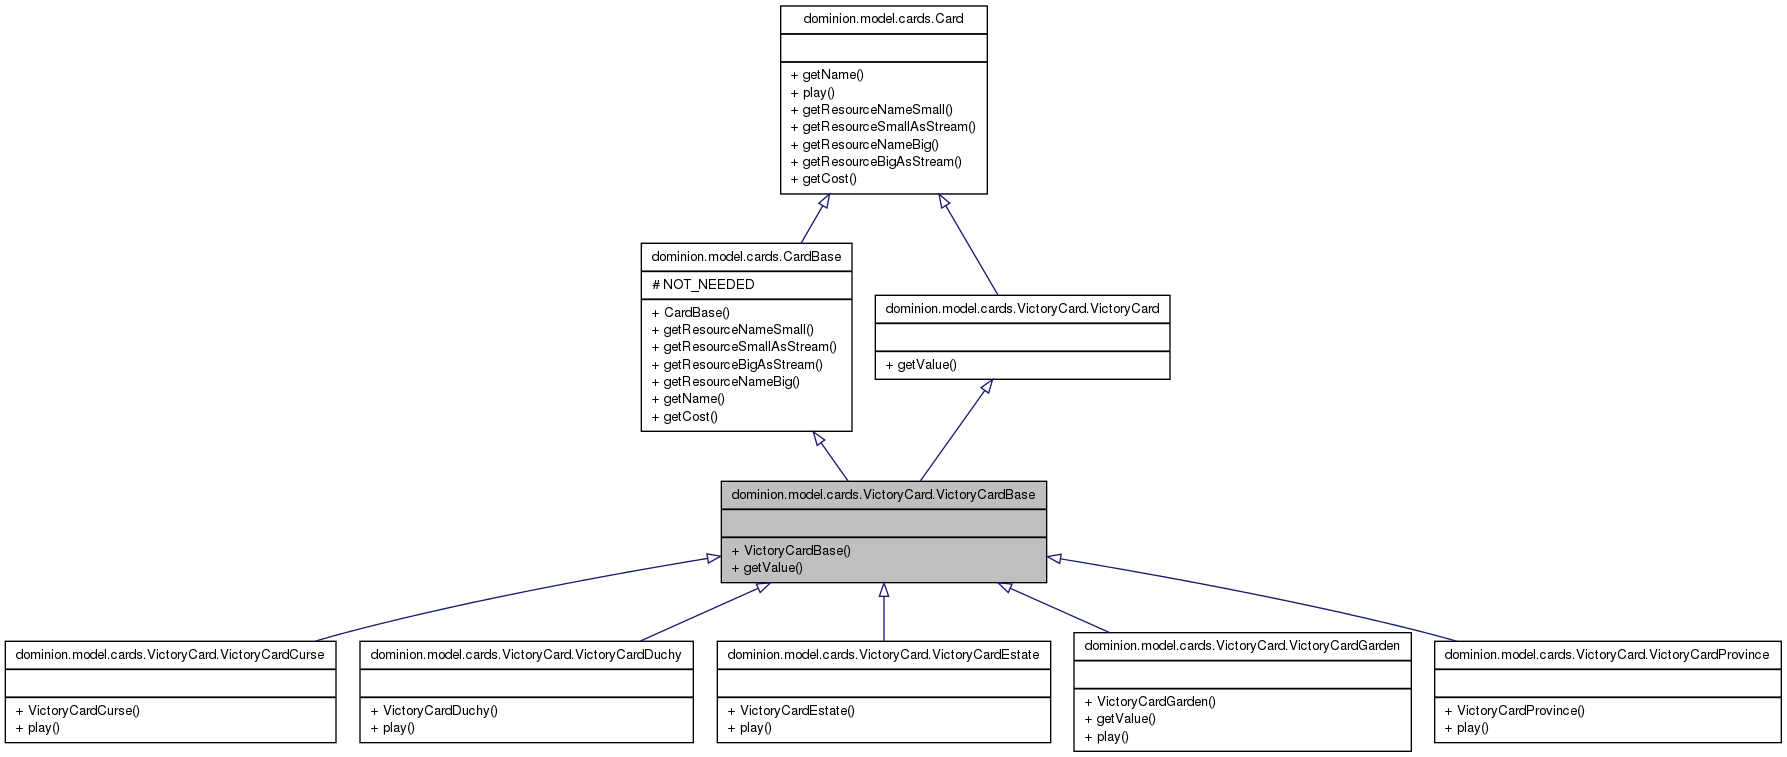 dominion.model.cards.Card
+ getName()
+ play()
+ getResourceNameSmall()
+ getResourceSmallAsStream()
+ getResourceNameBig()
+ getResourceBigAsStream()
+ getCost()
dominion.model.cards.CardBase
# NOT_NEEDED
+ CardBase()
+ getResourceNameSmall()
+ getResourceSmallAsStream()
+ getResourceBigAsStream()
+ getResourceNameBig()
+ getName()
+ getCost()
dominion.model.cards.VictoryCard.VictoryCard
+ getValue()
dominion.model.cards.VictoryCard.VictoryCardBase
+ VictoryCardBase()
+ getValue()
dominion.model.cards.VictoryCard.VictoryCardCurse
+ VictoryCardCurse()
+ play()
dominion.model.cards.VictoryCard.VictoryCardDuchy
+ VictoryCardDuchy()
+ play()
dominion.model.cards.VictoryCard.VictoryCardEstate
+ VictoryCardEstate()
+ play()
dominion.model.cards.VictoryCard.VictoryCardGarden
+ VictoryCardGarden()
+ getValue()
+ play()
dominion.model.cards.VictoryCard.VictoryCardProvince
+ VictoryCardProvince()
+ play()